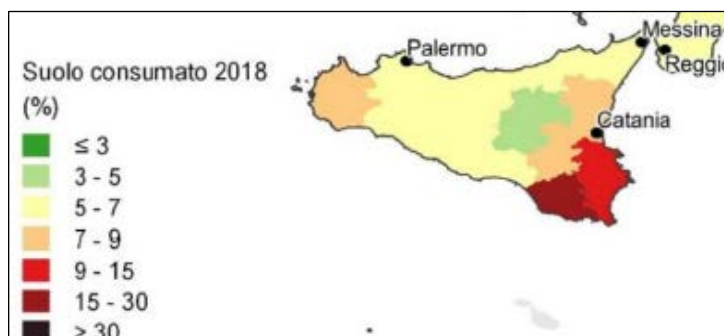 Suolo consumato 2018
(%)
≤ 3
3 - 5
5 - 7
7 - 9
9 - 15
15 - 30
> 30
Messina
Palermo
Reggio
Catania